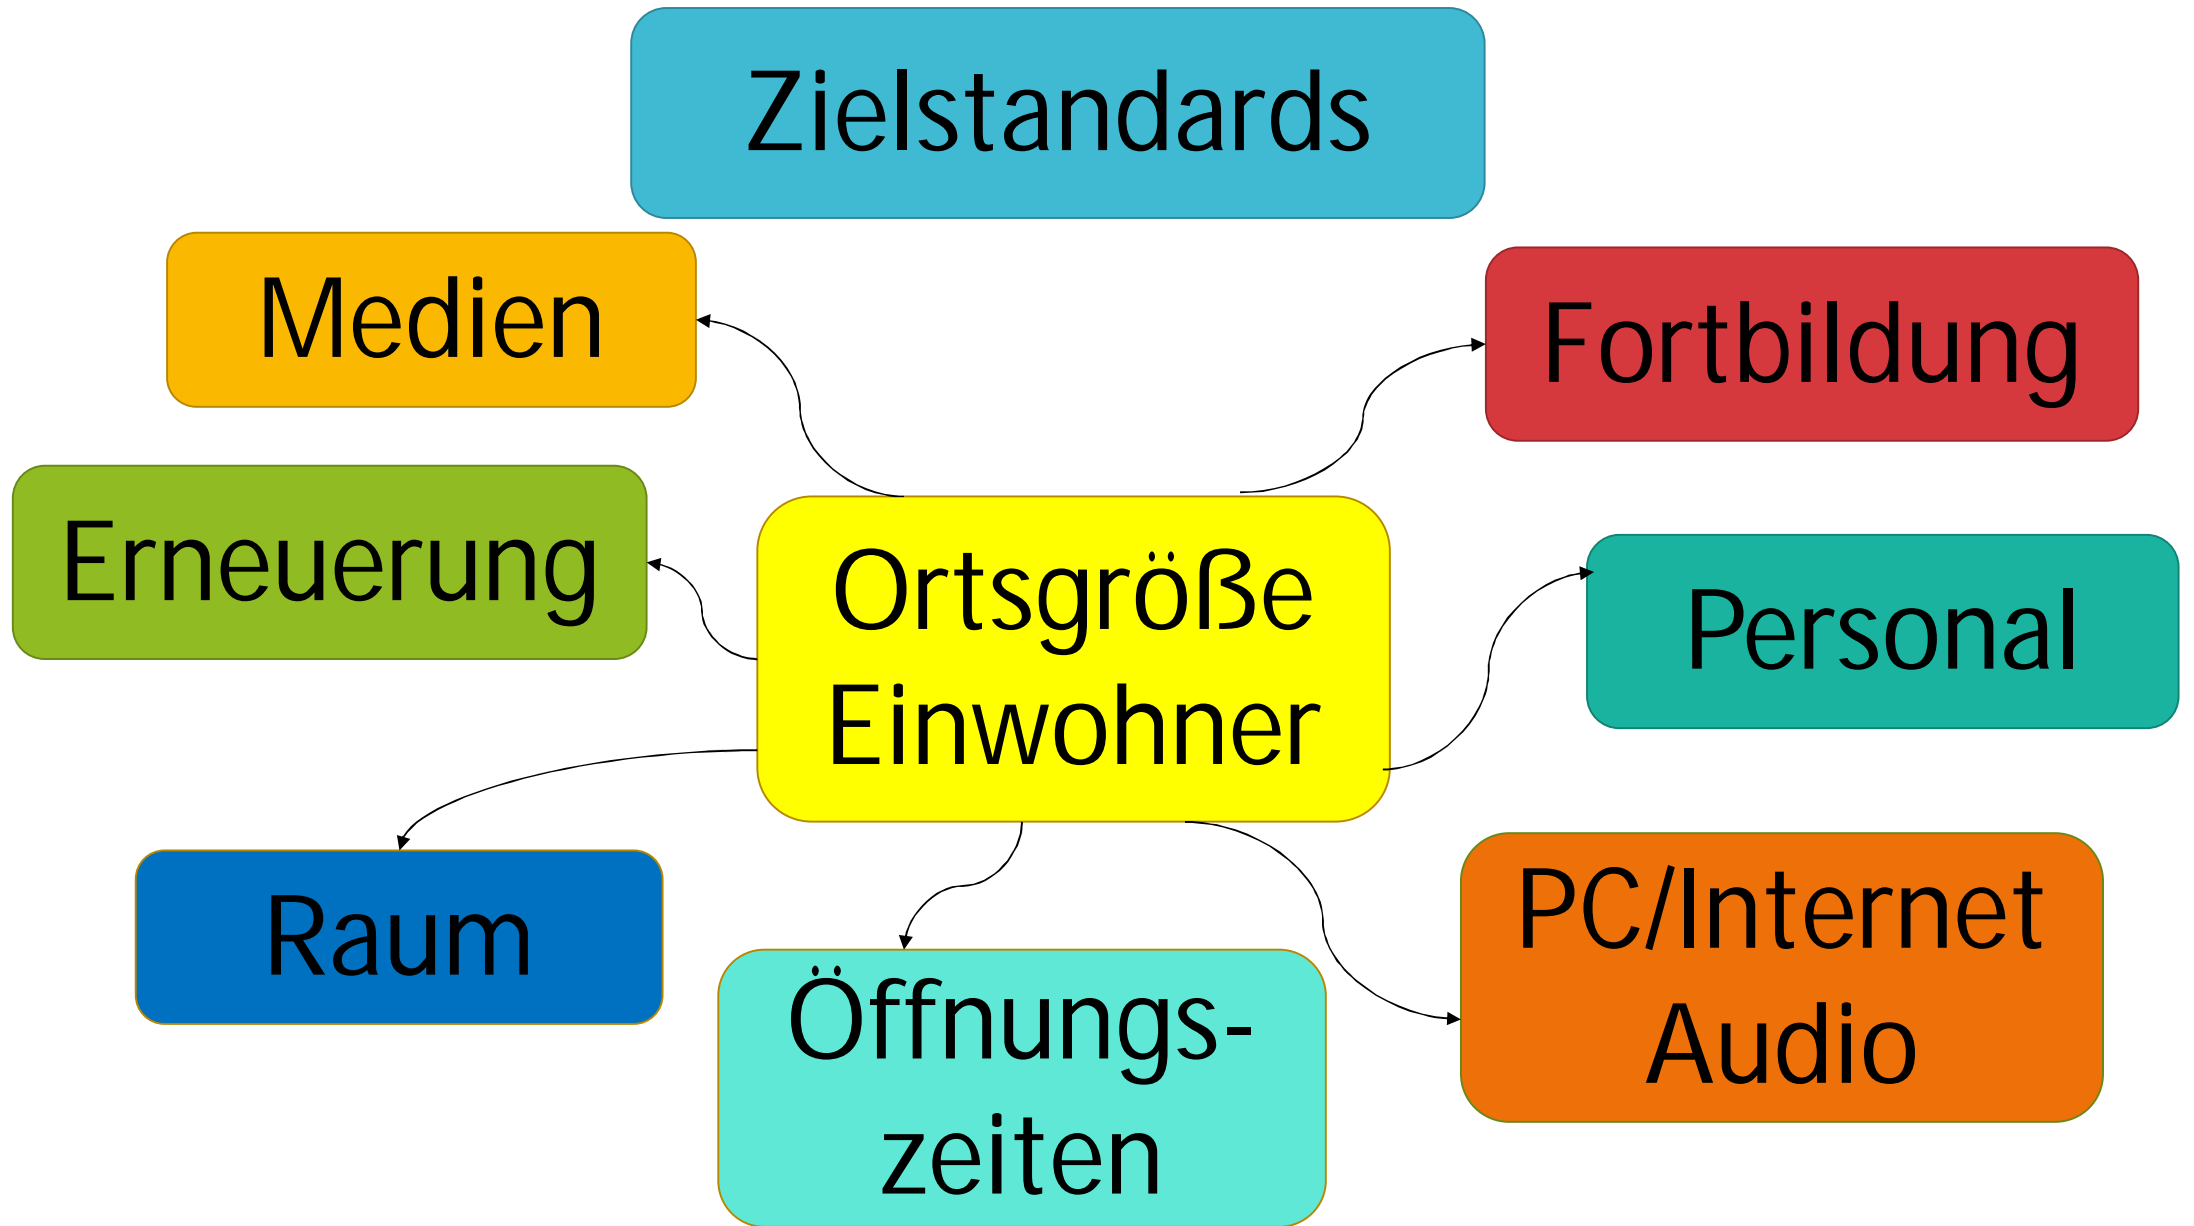 Zielstandards
Medien
Fortbildung
Erneuerung
Ortsgröße
Einwohner
Personal
Raum
Öffnungs-
zeiten
PC/Internet
Audio